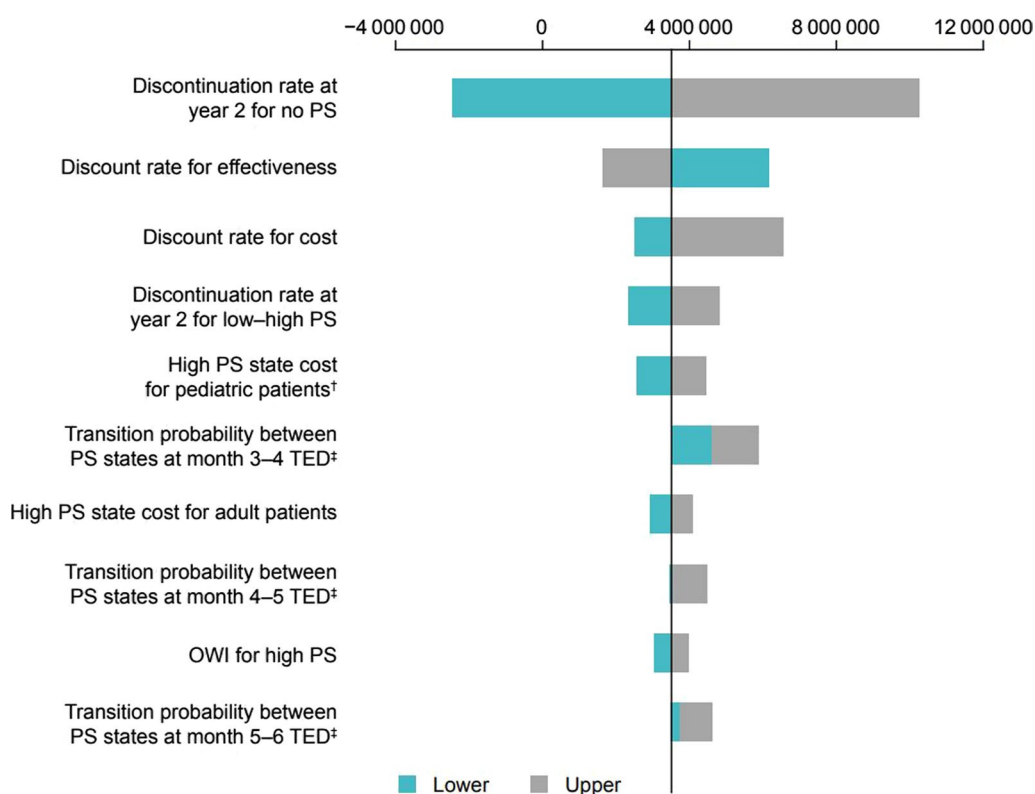 −4 000 000 0 4 000 000 8 000 000 12 000 000
Discontinuation rate at
year 2 for no PS
Discount rate for effectiveness
Discount rate for cost
Discontinuation rate at
year 2 for low–high PS
High PS state cost
for pediatric patients†
Transition probability between
PS states at month 3–4 TED‡
High PS state cost for adult patients
Transition probability between
PS states at month 4–5 TED‡
OWI for high PS
Transition probability between
PS states at month 5–6 TED‡
Lower Upper